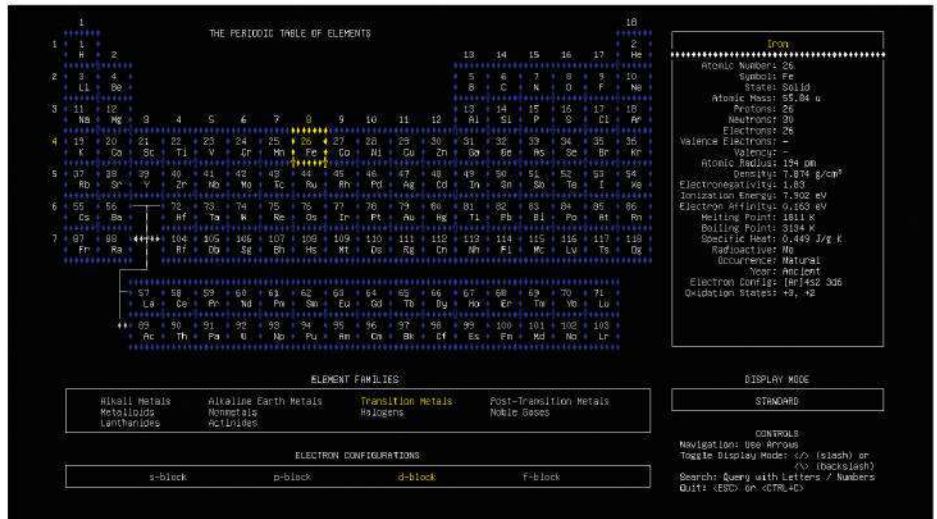 1 18
THE PERIODIC TABLE OF ELEMENTS
1 1 2
H 2 13 14 15 16 17 He
2 3 4 5 6 7 8 9 10
Li Be B C N O F Ne
3 11 12 13 14 15 16 17 18
Na Mg 3 4 5 6 7 8 9 10 11 12 Al Si P S Cl Ar
4 19 20 21 22 23 24 25 26 27 28 29 30 31 32 33 34 35 36
K Ca Sc Ti V Cr Mn Fe Co Ni Cu Zn Ga Ge As Se Br Kr
5 37 38 39 40 41 42 43 44 45 46 47 48 49 50 51 52 53 54
Rb Sr Y Zr Nb Mo Tc Ru Rh Pd Ag Cd In Sn Sb Te I Xe
6 55 56 72 73 74 75 76 77 78 79 80 81 82 83 84 85 86
Cs Ba Hf Ta W Re Os Ir Pt Au Hg Tl Pb Bi Po At Rn
7 87 88 104 105 106 107 108 109 110 111 112 113 114 115 116 117 118
Fr Ra Rf Db Sg Bh Hs Mt Ds Rg Cn Nh Fl Mc Lv Ts Og
57 58 59 60 61 62 63 64 65 66 67 68 69 70 71
La Ce Pr Nd Pm Sm Eu Gd Tb Dy Ho Er Tm Yb Lu
89 90 91 92 93 94 95 96 97 98 99 100 101 102 103
Ac Th Pa U Np Pu Am Cm Bk Cf Es Fm Md No Lr
Iron
Atomic Number: 26
Symbol: Fe
State: Solid
Atomic Mass: 55.84 u
Protons: 26
Neutrons: 30
Electrons: 26
Valence Electrons: -
Valency: -
Atomic Radius: 194 pm
Density: 7.874 g/cm³
Electronegativity: 1.83
Ionization Energy: 7.902 eV
Electron Affinity: 0.163 eV
Melting Point: 1811 K
Boiling Point: 3134 K
Specific Heat: 0.449 J/g K
Radioactive: No
Occurrence: Natural
Year: Ancient
Electron Config: [Ar]4s2 3d6
Oxidation States: +3, +2
ELEMENT FAMILIES
Alkali Metals Alkaline Earth Metals Transition Metals Post-Transition Metals
Metalloids Nonmetals Halogens Noble Gases
Lanthanides Actinides
ELECTRON CONFIGURATIONS
s-block p-block d-block f-block
DISPLAY MODE
STANDARD
CONTROLS
Navigation: Use Arrows
Toggle Display Mode: </> (slash) or
<\> (backslash)
Search: Query with Letters / Numbers
Quit: <ESC> or <CTRL+C>